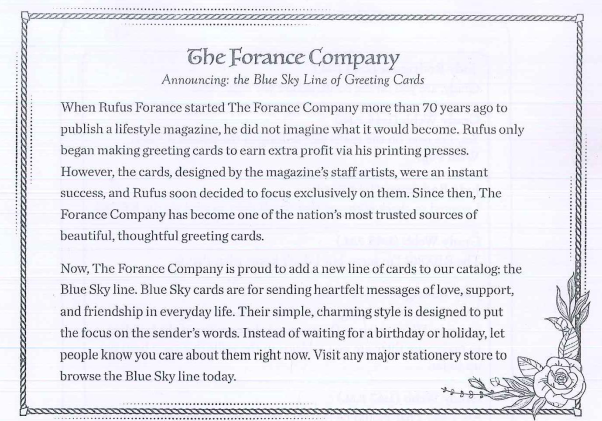 The Forance Company
Announcing: the Blue Sky Line of Greeting Cards
When Rufus Forance started The Forance Company more than 70 years ago to
publish a lifestyle magazine, he did not imagine what it would become. Rufus only
began making greeting cards to earn extra profit via his printing presses.
However, the cards, designed by the magazine's staff artists, were an instant
success, and Rufus soon decided to focus exclusively on them. Since then, The
Forance Company has become one of the nation's most trusted sources of
beautiful, thoughtful greeting cards.
Now, The Forance Company is proud to add a new line of cards to our catalog: the
Blue Sky line. Blue Sky cards are for sending heartfelt messages of love, support,
and friendship in everyday life. Their simple, charming style is designed to put
the focus on the sender's words. Instead of waiting for a birthday or holiday, let
people know you care about them right now. Visit any major stationery store to
browse the Blue Sky line today.